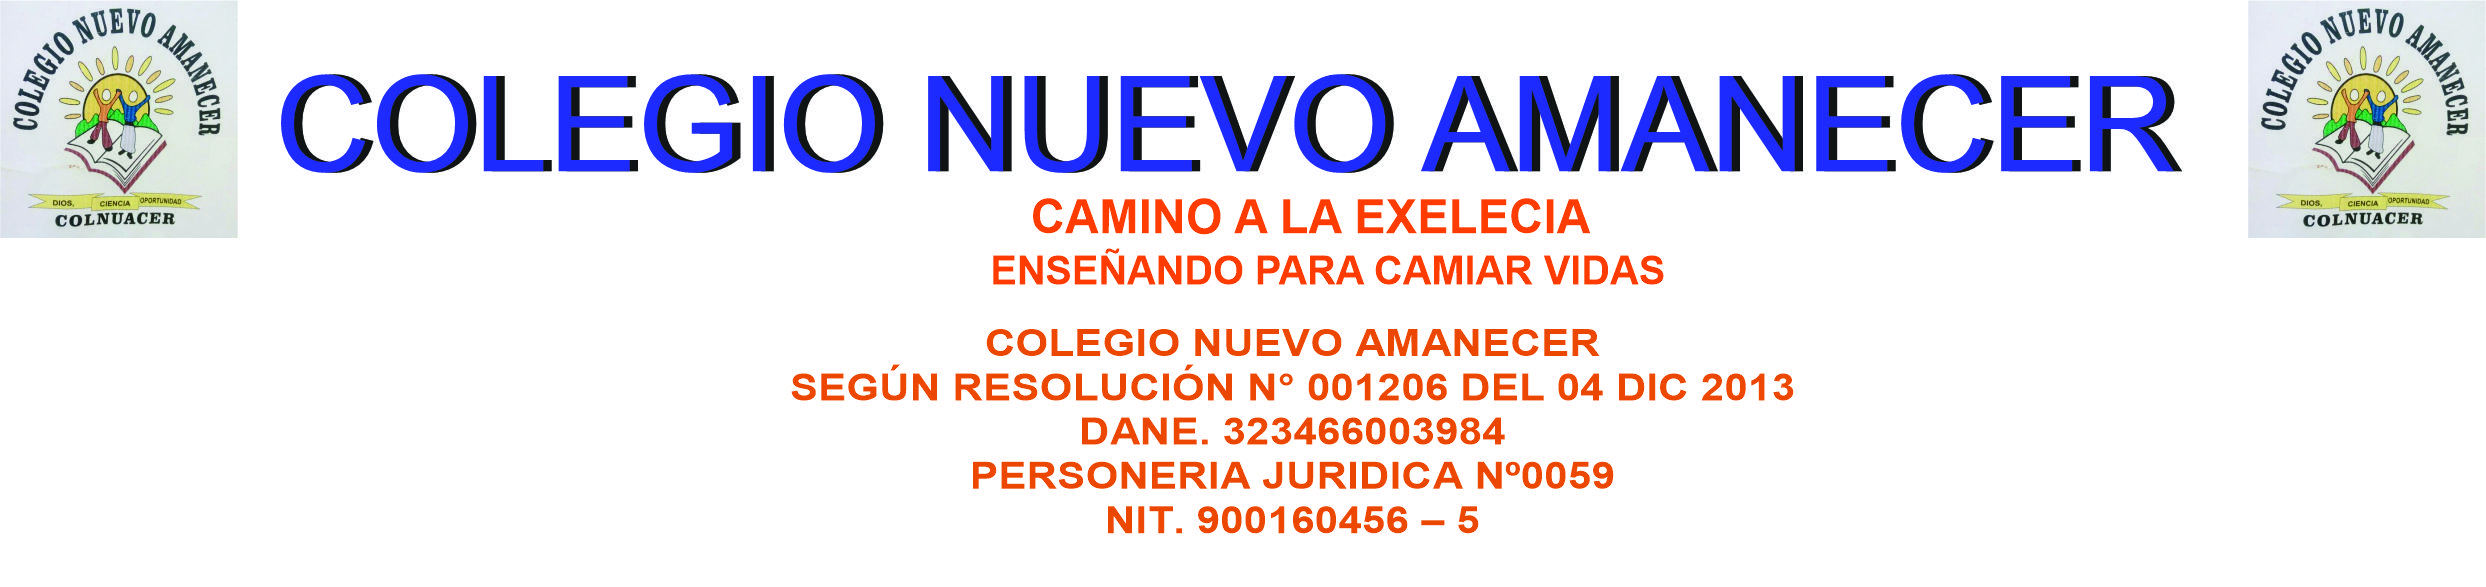 COLEGIO NUEVO AMANECER
DIOS, CIENCIA OPORTUNIDAD
COLNUACER
COLEGIO NUEVO AMANECER
COLEGIO NUEVO AMANECER
DIOS, CIENCIA OPORTUNIDAD
COLNUACER
CAMINO A LA EXELECIA
ENSEÑANDO PARA CAMIAR VIDAS
COLEGIO NUEVO AMANECER
SEGÚN RESOLUCIÓN N° 001206 DEL 04 DIC 2013
DANE. 323466003984
PERSONERIA JURIDICA Nº0059
NIT. 900160456 – 5